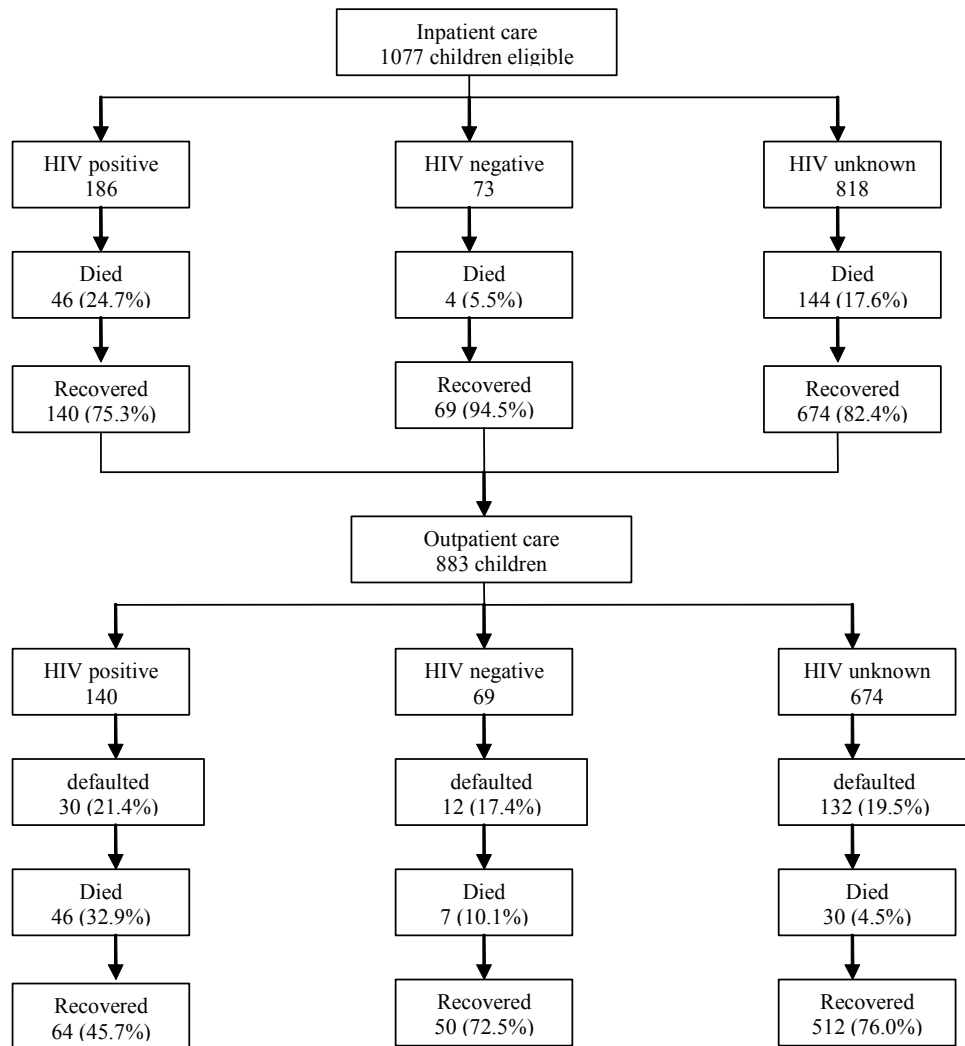 Inpatient care
1077 children eligible
HIV positive
186
HIV negative
73
HIV unknown
818
Died
46 (24.7%)
Died
4 (5.5%)
Died
144 (17.6%)
Recovered
140 (75.3%)
Recovered
69 (94.5%)
Recovered
674 (82.4%)
Outpatient care
883 children
HIV positive
140
HIV negative
69
HIV unknown
674
defaulted
30 (21.4%)
defaulted
12 (17.4%)
defaulted
132 (19.5%)
Died
46 (32.9%)
Died
7 (10.1%)
Died
30 (4.5%)
Recovered
64 (45.7%)
Recovered
50 (72.5%)
Recovered
512 (76.0%)